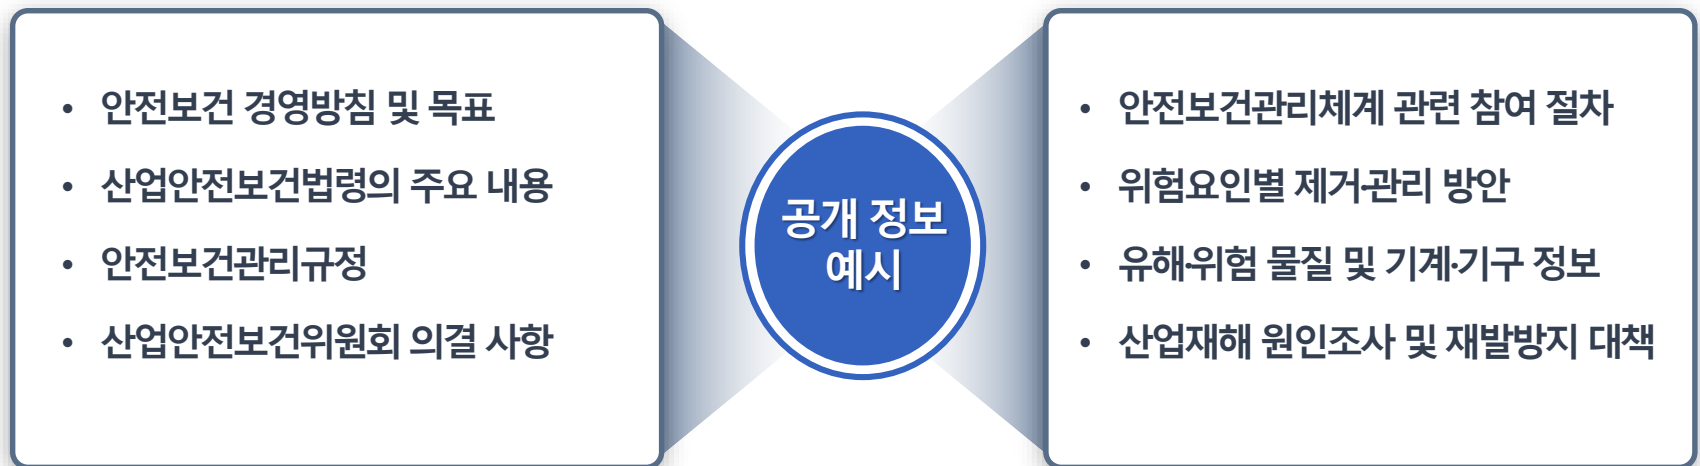 • 안전보건 경영방침 및 목표
• 산업안전보건법령의 주요 내용
• 안전보건관리규정
• 산업안전보건위원회 의결 사항
공개 정보
예시
• 안전보건관리체계 관련 참여 절차
• 위험요인별 제거·관리 방안
• 유해·위험 물질 및 기계·기구 정보
• 산업재해 원인조사 및 재발방지 대책